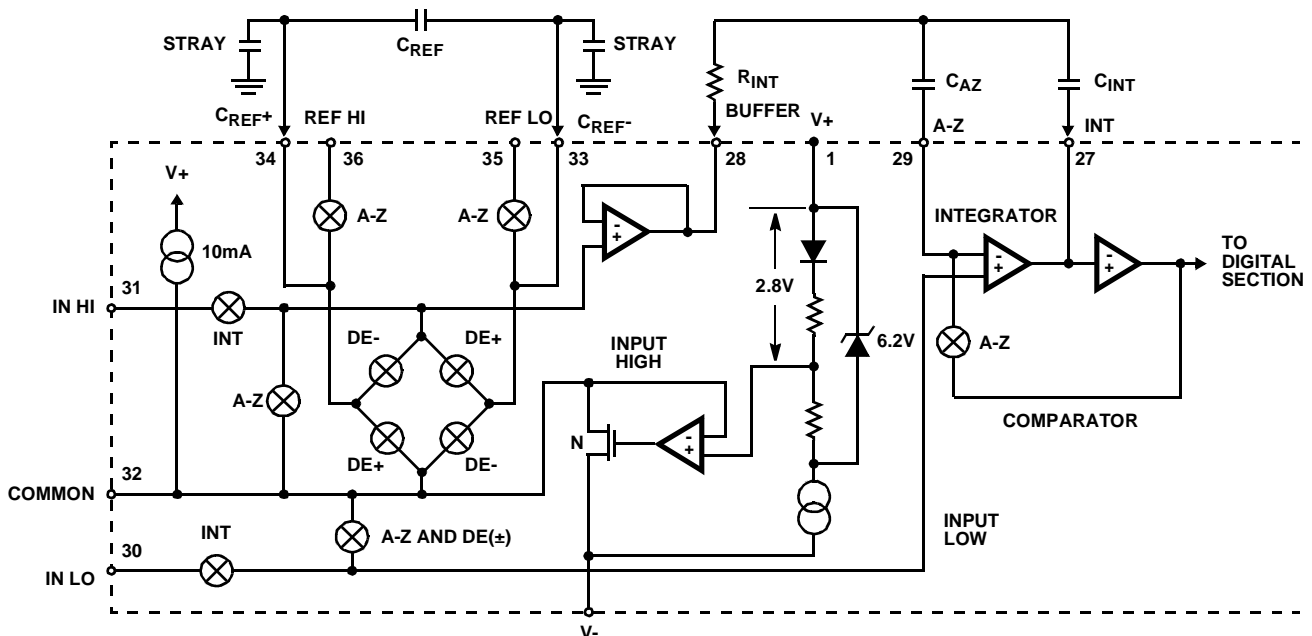 STRAY
CREF
STRAY
RINT
CAZ
CINT
CREF+
REF HI
REF LO
CREF-
BUFFER
V+
A-Z
INT
34
36
35
33
28
1
29
27
V+
A-Z
A-Z
INTEGRATOR
-
+
-
+
-
+
TO
DIGITAL
SECTION
10mA
2.8V
31
IN HI
INT
DE-
DE+
INPUT
HIGH
6.2V
A-Z
A-Z
COMPARATOR
N
-
+
DE+
DE-
32
COMMON
INT
A-Z AND DE(±)
INPUT
LOW
30
IN LO
V-